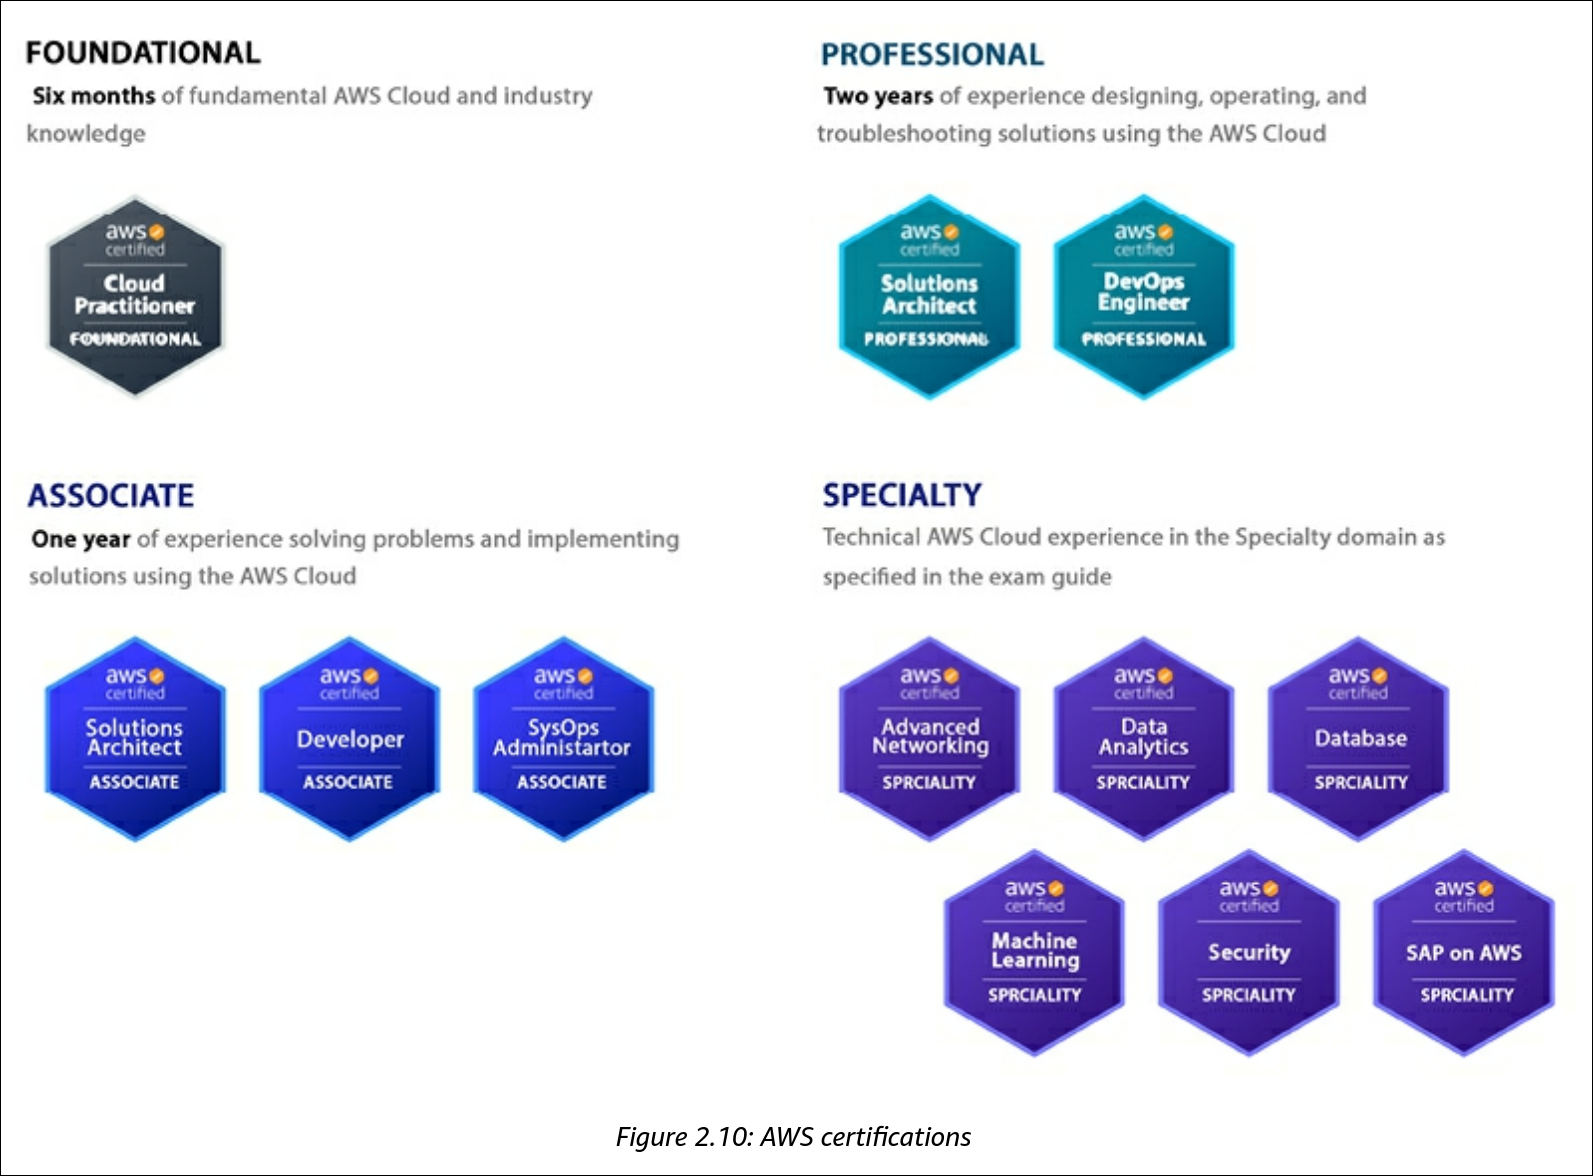 FOUNDATIONAL
Six months of fundamental AWS Cloud and industry
knowledge
aws
certified
Cloud
Practitioner
FOUNDATIONAL
PROFESSIONAL
Two years of experience designing, operating, and
troubleshooting solutions using the AWS Cloud
aws
certified
Solutions
Architect
PROFESSIONAL
aws
certified
DevOps
Engineer
PROFESSIONAL
ASSOCIATE
One year of experience solving problems and implementing
solutions using the AWS Cloud
aws
certified
Solutions
Architect
ASSOCIATE
aws
certified
Developer
ASSOCIATE
aws
certified
SysOps
Administartor
ASSOCIATE
SPECIALTY
Technical AWS Cloud experience in the Specialty domain as
specified in the exam guide
aws
certified
Advanced
Networking
SPRCIALITY
aws
certified
Data
Analytics
SPRCIALITY
aws
certified
Database
SPRCIALITY
aws
certified
Machine
Learning
SPRCIALITY
aws
certified
Security
SPRCIALITY
aws
certified
SAP on AWS
SPRCIALITY
Figure 2.10: AWS certifications